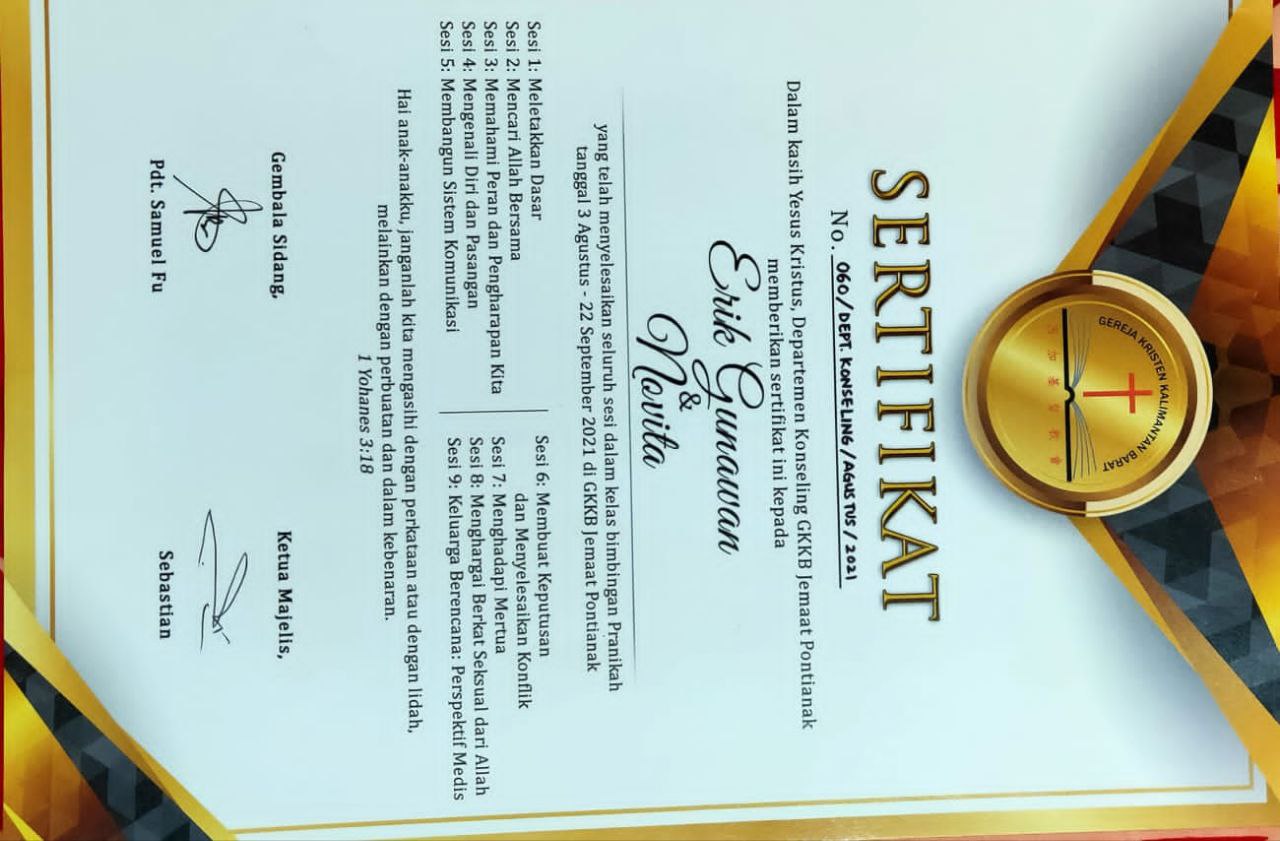 GEREJA KRISTEN KALIMANTAN BARAT
加基督教會
SERTIFIKAT
No. 060/DEPT. KONSELING/AGUSTUS/2021
Dalam kasih Yesus Kristus, Departemen Konseling GKKB Jemaat Pontianak
memberikan sertifikat ini kepada
Erik Gunawan
&
Novita
yang telah menyelesaikan seluruh sesi dalam kelas bimbingan Pranikah
tanggal 3 Agustus - 22 September 2021 di GKKB Jemaat Pontianak
Sesi 1: Meletakkan Dasar
Sesi 2: Mencari Allah Bersama
Sesi 3: Memahami Peran dan Pengharapan Kita
Sesi 4: Mengenali Diri dan Pasangan
Sesi 5: Membangun Sistem Komunikasi
Sesi 6: Membuat Keputusan
dan Menyelesaikan Konflik
Sesi 7: Menghadapi Mertua
Sesi 8: Menghargai Berkat Seksual dari Allah
Sesi 9: Keluarga Berencana: Perspektif Medis
Hai anak-anakku, janganlah kita mengasihi dengan perkataan atau dengan lidah,
melainkan dengan perbuatan dan dalam kebenaran.
1 Yohanes 3:18
Gembala Sidang,
Pdt. Samuel Fu
Ketua Majelis,
Sebastian